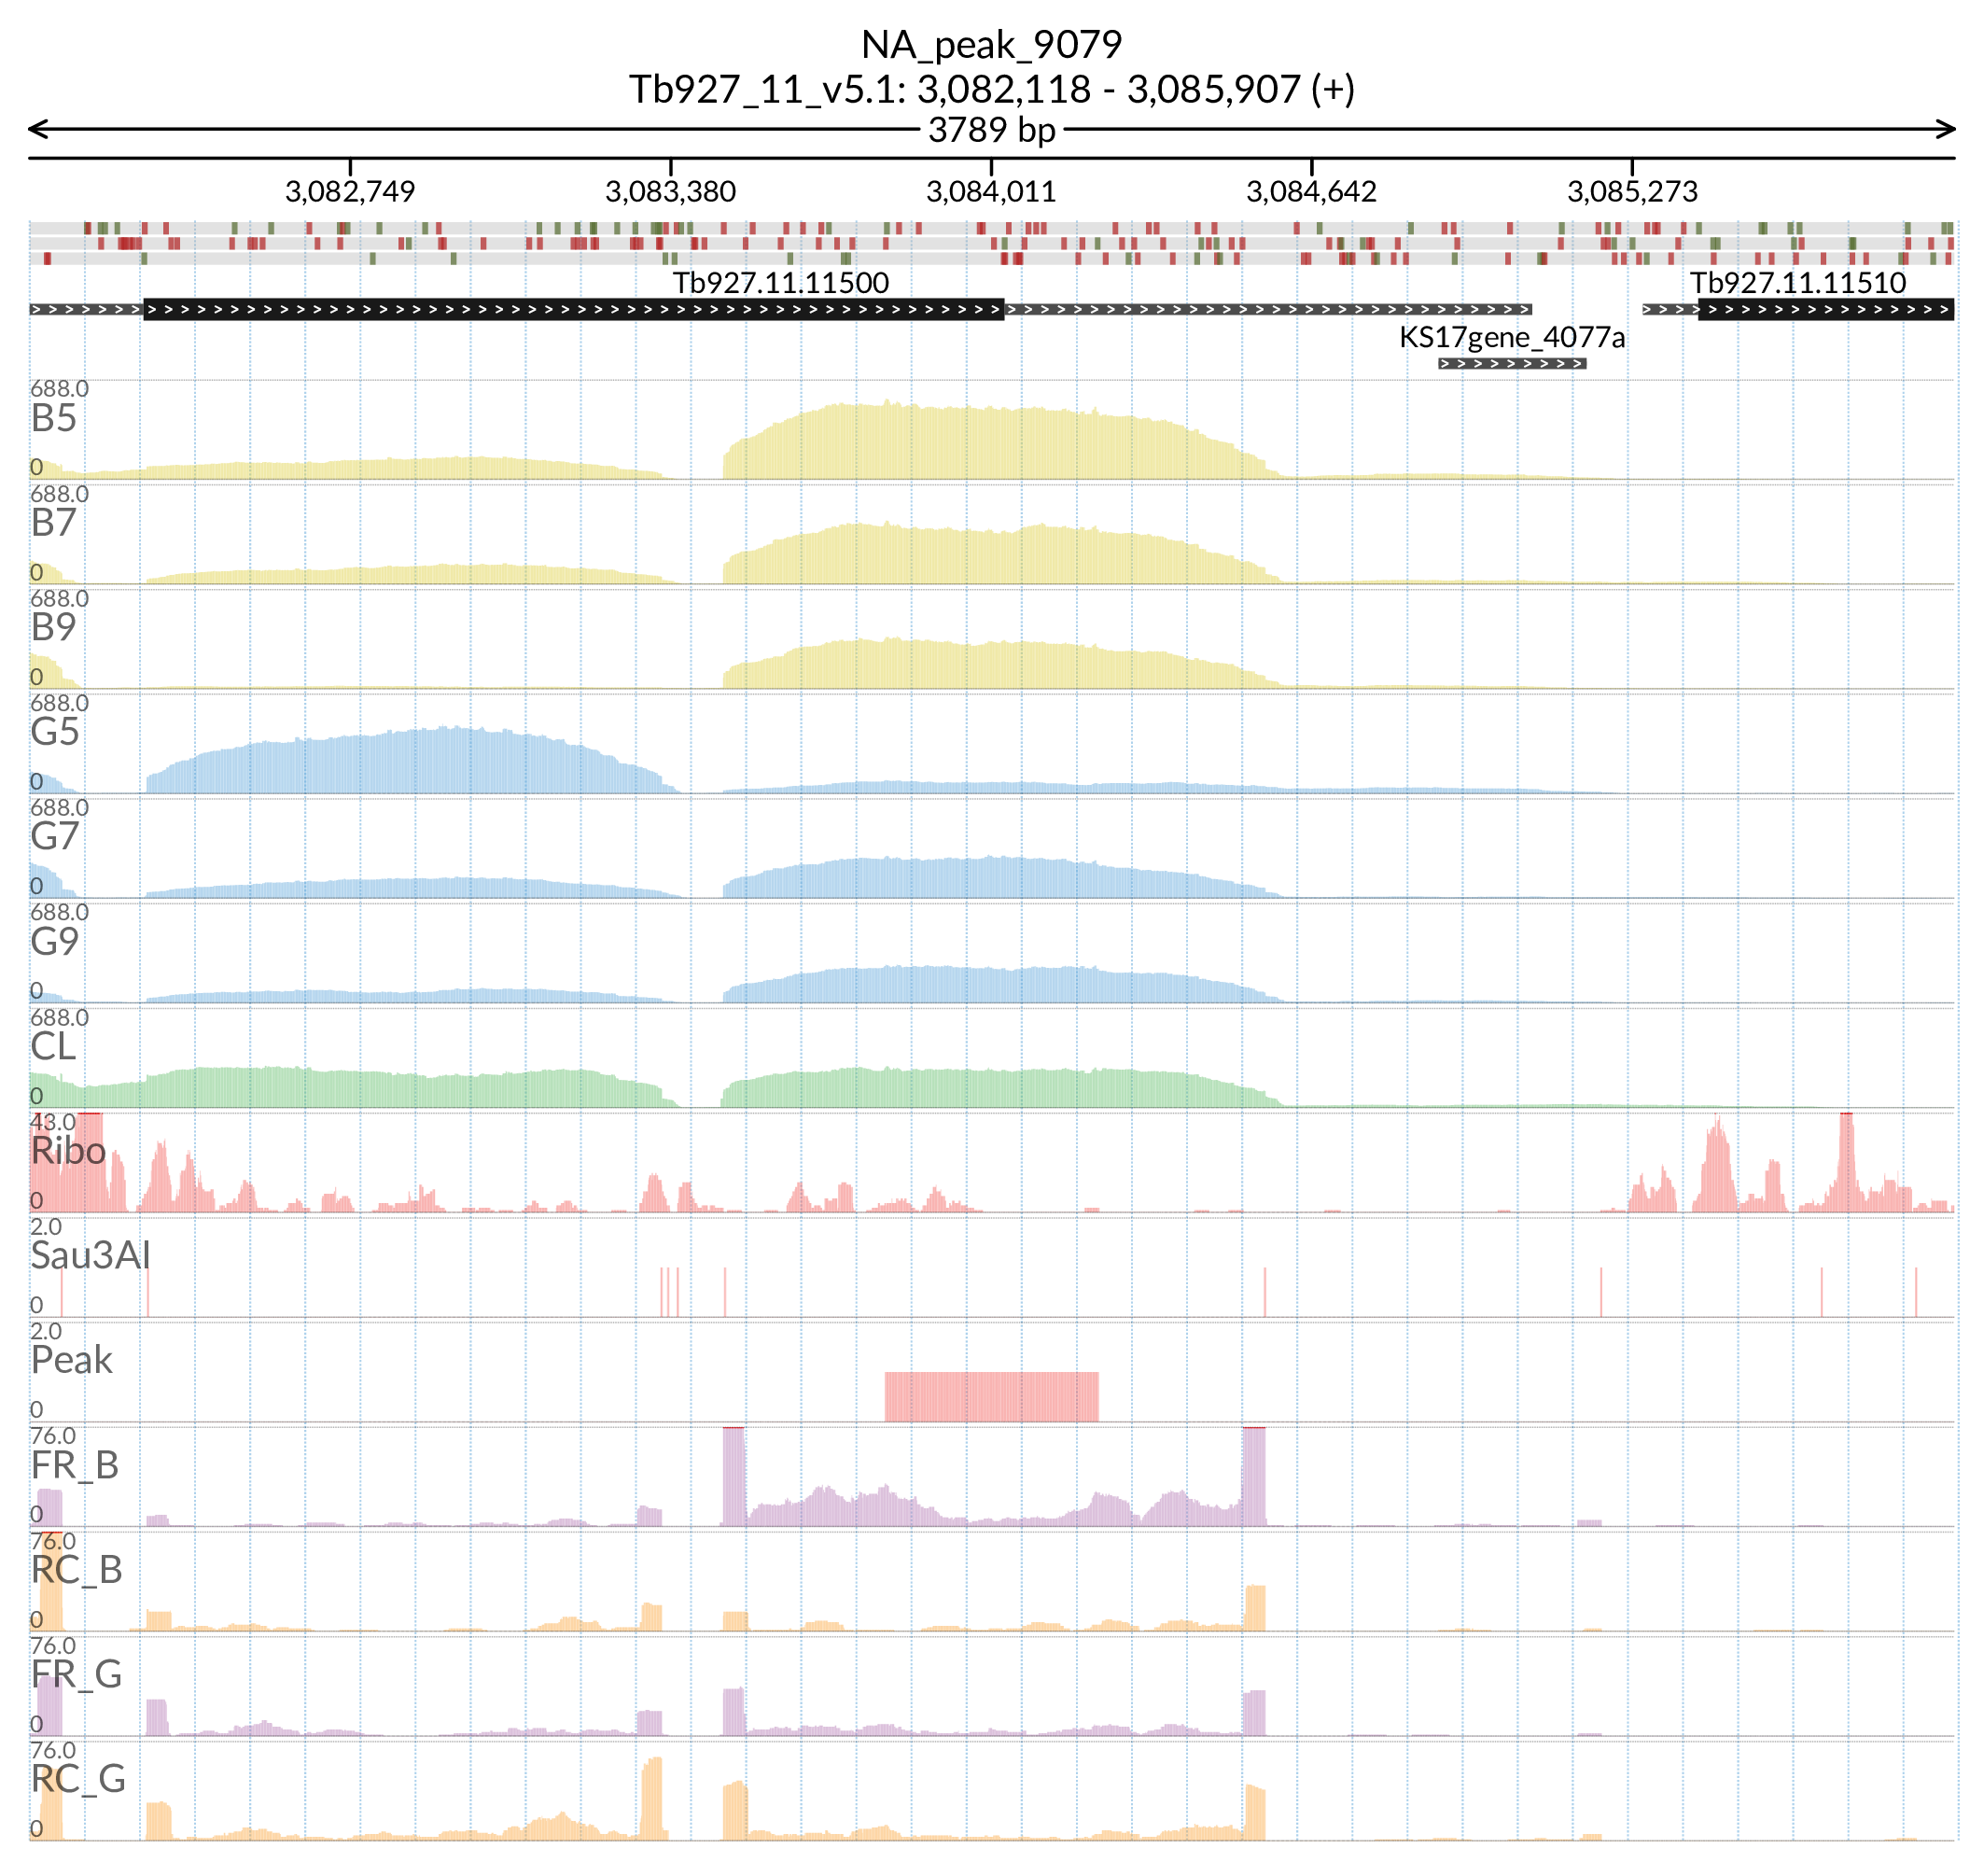 NA_peak_9079
Tb927_11_v5.1: 3,082,118 - 3,085,907 (+)
3789 bp
3,082,749 3,083,380 3,084,011 3,084,642 3,085,273
Tb927.11.11500 Tb927.11.11510
KS17gene_4077a
688.0
B5
0
688.0
B7
0
688.0
B9
0
688.0
G5
0
688.0
G7
0
688.0
G9
0
688.0
CL
0
43.0
Ribo
0
2.0
Sau3AI
0
2.0
Peak
0
76.0
FR_B
0
76.0
RC_B
0
76.0
FR_G
0
76.0
RC_G
0